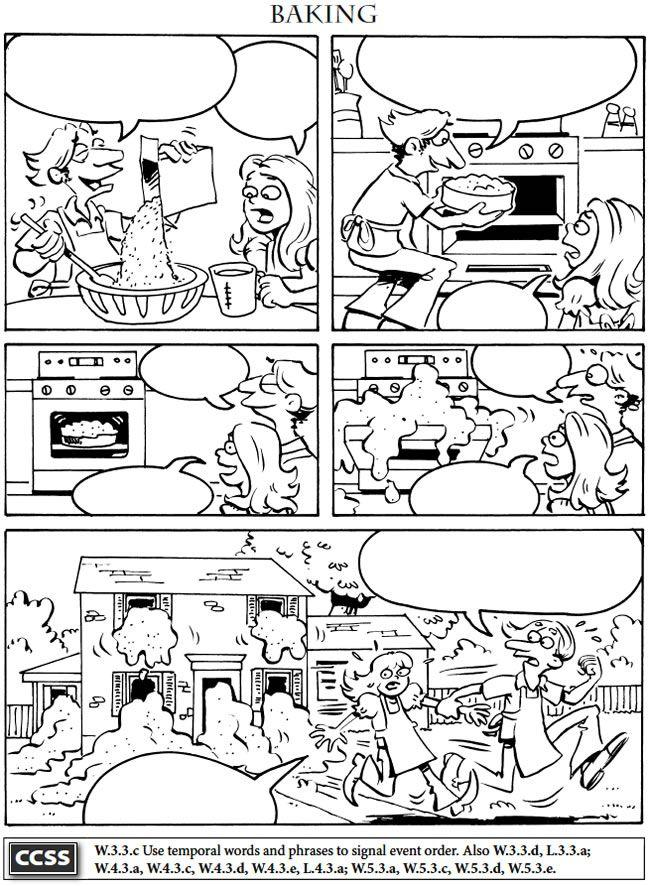 BAKING
CCSS
W.3.3.c Use temporal words and phrases to signal event order. Also W.3.3.d, L.3.3.a;
W.4.3.a, W.4.3.c, W.4.3.d, W.4.3.e, L.4.3.a; W.5.3.a, W.5.3.c, W.5.3.d, W.5.3.e.